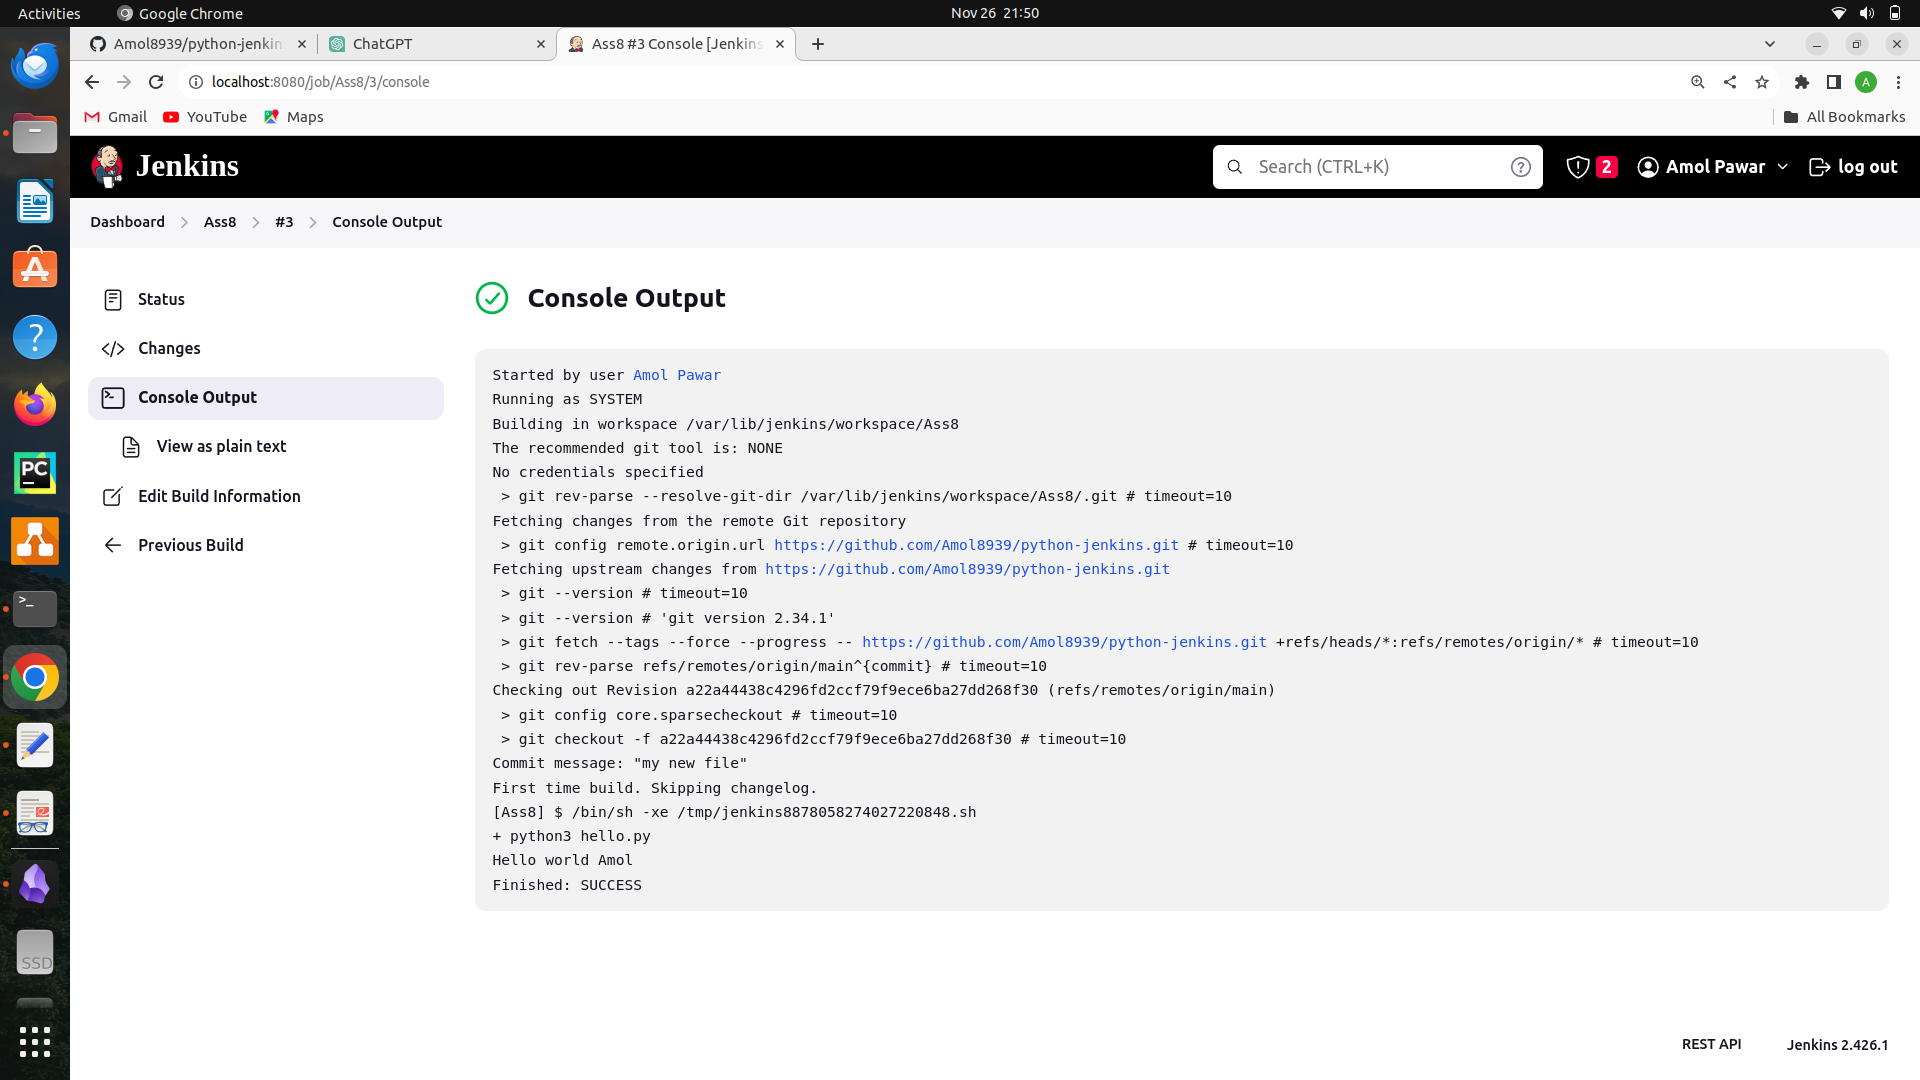 Activities
Google Chrome
Nov 26 21:50
Amol8939/python-jenkin
ChatGPT
Ass8 #3 Console [Jenkins
localhost:8080/job/Ass8/3/console
A
Gmail
YouTube
Maps
All Bookmarks
Jenkins
Search (CTRL+K)
2
Amol Pawar
log out
Dashboard
Ass8
#3
Console Output
Status
Changes
Console Output
View as plain text
Edit Build Information
Previous Build
Console Output
Started by user Amol Pawar
Running as SYSTEM
Building in workspace /var/lib/jenkins/workspace/Ass8
The recommended git tool is: NONE
No credentials specified
> git rev-parse --resolve-git-dir /var/lib/jenkins/workspace/Ass8/.git # timeout=10
Fetching changes from the remote Git repository
> git config remote.origin.url https://github.com/Amol8939/python-jenkins.git # timeout=10
Fetching upstream changes from https://github.com/Amol8939/python-jenkins.git
> git --version # timeout=10
> git --version # 'git version 2.34.1'
> git fetch --tags --force --progress -- https://github.com/Amol8939/python-jenkins.git +refs/heads/*:refs/remotes/origin/* # timeout=10
> git rev-parse refs/remotes/origin/main^{commit} # timeout=10
Checking out Revision a22a44438c4296fd2ccf79f9ece6ba27dd268f30 (refs/remotes/origin/main)
> git config core.sparsecheckout # timeout=10
> git checkout -f a22a44438c4296fd2ccf79f9ece6ba27dd268f30 # timeout=10
Commit message: "my new file"
First time build. Skipping changelog.
[Ass8] $ /bin/sh -xe /tmp/jenkins8878058274027220848.sh
+ python3 hello.py
Hello world Amol
Finished: SUCCESS
PC
SSD
REST API
Jenkins 2.426.1